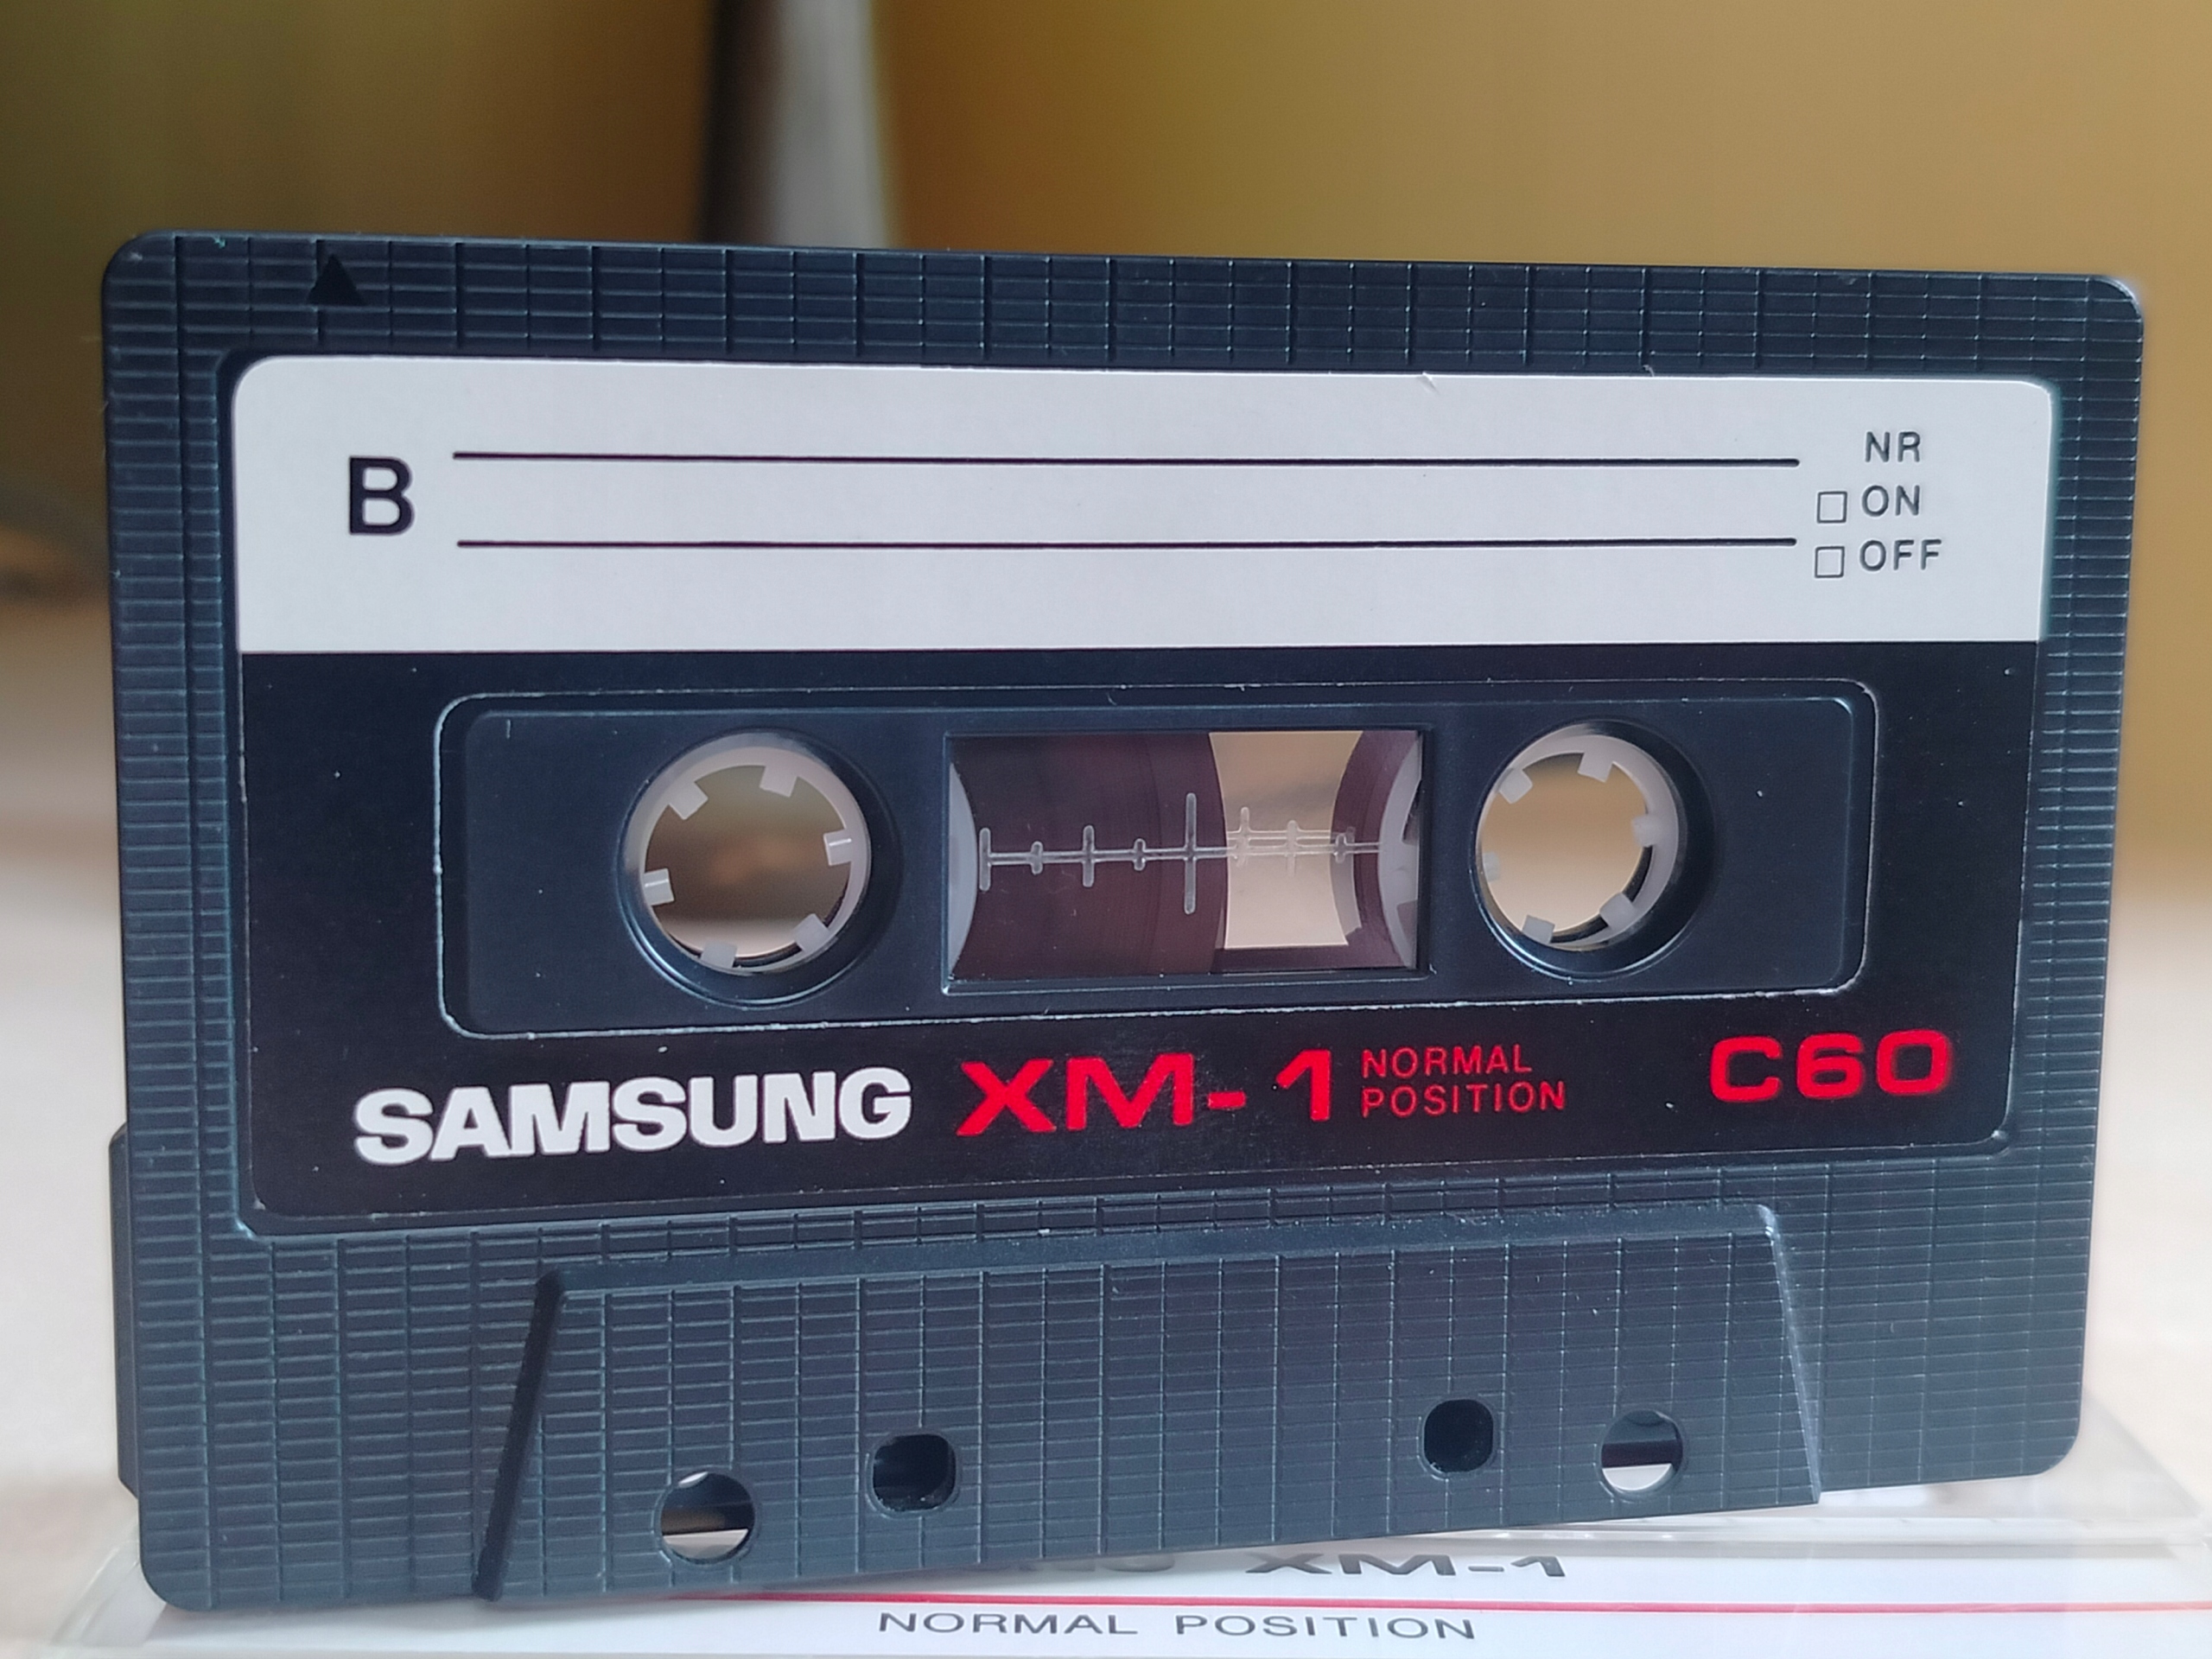 B
NR
ON
OFF
SAMSUNG XM-1 NORMAL POSITION C60
XM-1
NORMAL POSITION